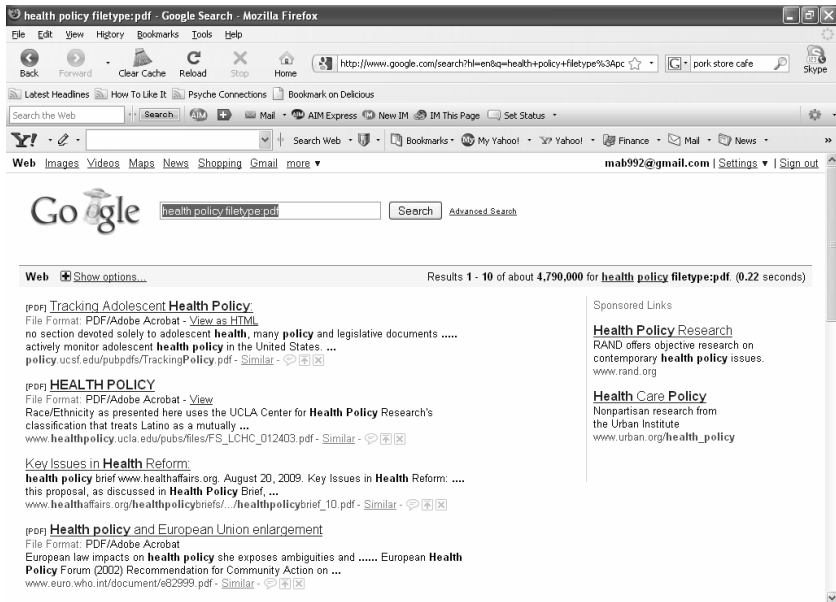 health policy filetype:pdf - Google Search - Mozilla Firefox
File Edit View History Bookmarks Tools Help
Back Forward Clear Cache Reload Stop Home http://www.google.com/search?hl=en&q=health+policy+filetype%3Apc G pork store cafe Skype
Latest Headlines How To Like It Psyche Connections Bookmark on Delicious
Search the Web Search AIM Mail AIM Express New IM IM This Page Set Status
Y! Search Web Bookmarks My Yahoo! Yahoo! Finance Mail News »
Web Images Videos Maps News Shopping Gmail more ▼ mab992@gmail.com | Settings ▼ | Sign out
Google health policy filetype:pdf Search Advanced Search
Web Show options... Results 1 - 10 of about 4,790,000 for health policy filetype:pdf. (0.22 seconds)
[PDF] Tracking Adolescent Health Policy:
File Format: PDF/Adobe Acrobat - View as HTML
no section devoted solely to adolescent health, many policy and legislative documents .....
actively monitor adolescent health policy in the United States. ...
policy.ucsf.edu/pubpdfs/TrackingPolicy.pdf - Similar -
[PDF] HEALTH POLICY
File Format: PDF/Adobe Acrobat - View
Race/Ethnicity as presented here uses the UCLA Center for Health Policy Research's
classification that treats Latino as a mutually ...
www.healthpolicy.ucla.edu/pubs/files/FS_LCHC_012403.pdf - Similar -
Key Issues in Health Reform:
health policy brief www.healthaffairs.org. August 20, 2009. Key Issues in Health Reform: ....
this proposal, as discussed in Health Policy Brief, ...
www.healthaffairs.org/healthpolicybriefs/.../healthpolicybrief_10.pdf - Similar -
[PDF] Health policy and European Union enlargement
File Format: PDF/Adobe Acrobat
European law impacts on health policy she exposes ambiguities and ...... European Health
Policy Forum (2002) Recommendation for Community Action on ...
www.euro.who.int/document/e82999.pdf - Similar -
Sponsored Links
Health Policy Research
RAND offers objective research on
contemporary health policy issues.
www.rand.org
Health Care Policy
Nonpartisan research from
the Urban Institute
www.urban.org/health_policy